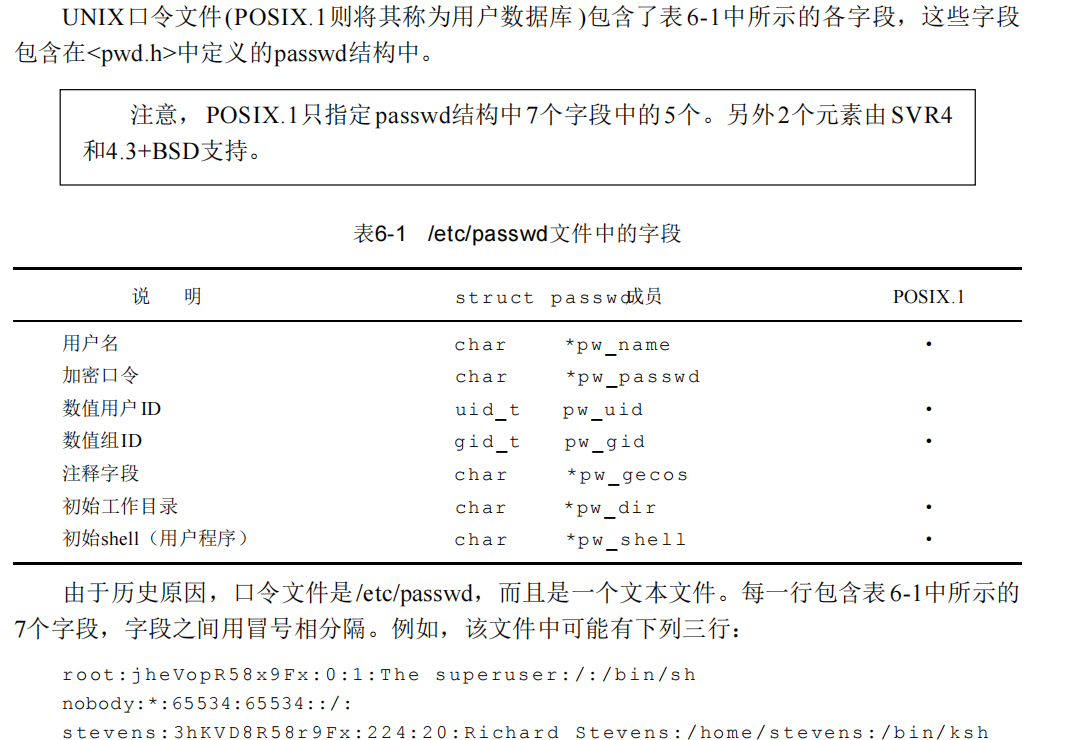 UNIX口令文件(POSIX.1则将其称为用户数据库)包含了表6-1中所示的各字段，这些字段
包含在<pwd.h>中定义的passwd结构中。
注意，POSIX.1只指定passwd结构中7个字段中的5个。另外2个元素由SVR4
和4.3+BSD支持。
表6-1 /etc/passwd文件中的字段
说 明 struct passwd成员 POSIX.1
用户名 char *pw_name •
加密口令 char *pw_passwd
数值用户ID uid_t pw_uid •
数值组ID gid_t pw_gid •
注释字段 char *pw_gecos
初始工作目录 char *pw_dir •
初始shell（用户程序） char *pw_shell •
由于历史原因，口令文件是/etc/passwd，而且是一个文本文件。每一行包含表6-1中所示的
7个字段，字段之间用冒号相分隔。例如，该文件中可能有下列三行：
root:jheVopR58x9Fx:0:1:The superuser:/:/bin/sh
nobody:*:65534:65534::/:
stevens:3hKVD8R58r9Fx:224:20:Richard Stevens:/home/stevens:/bin/ksh